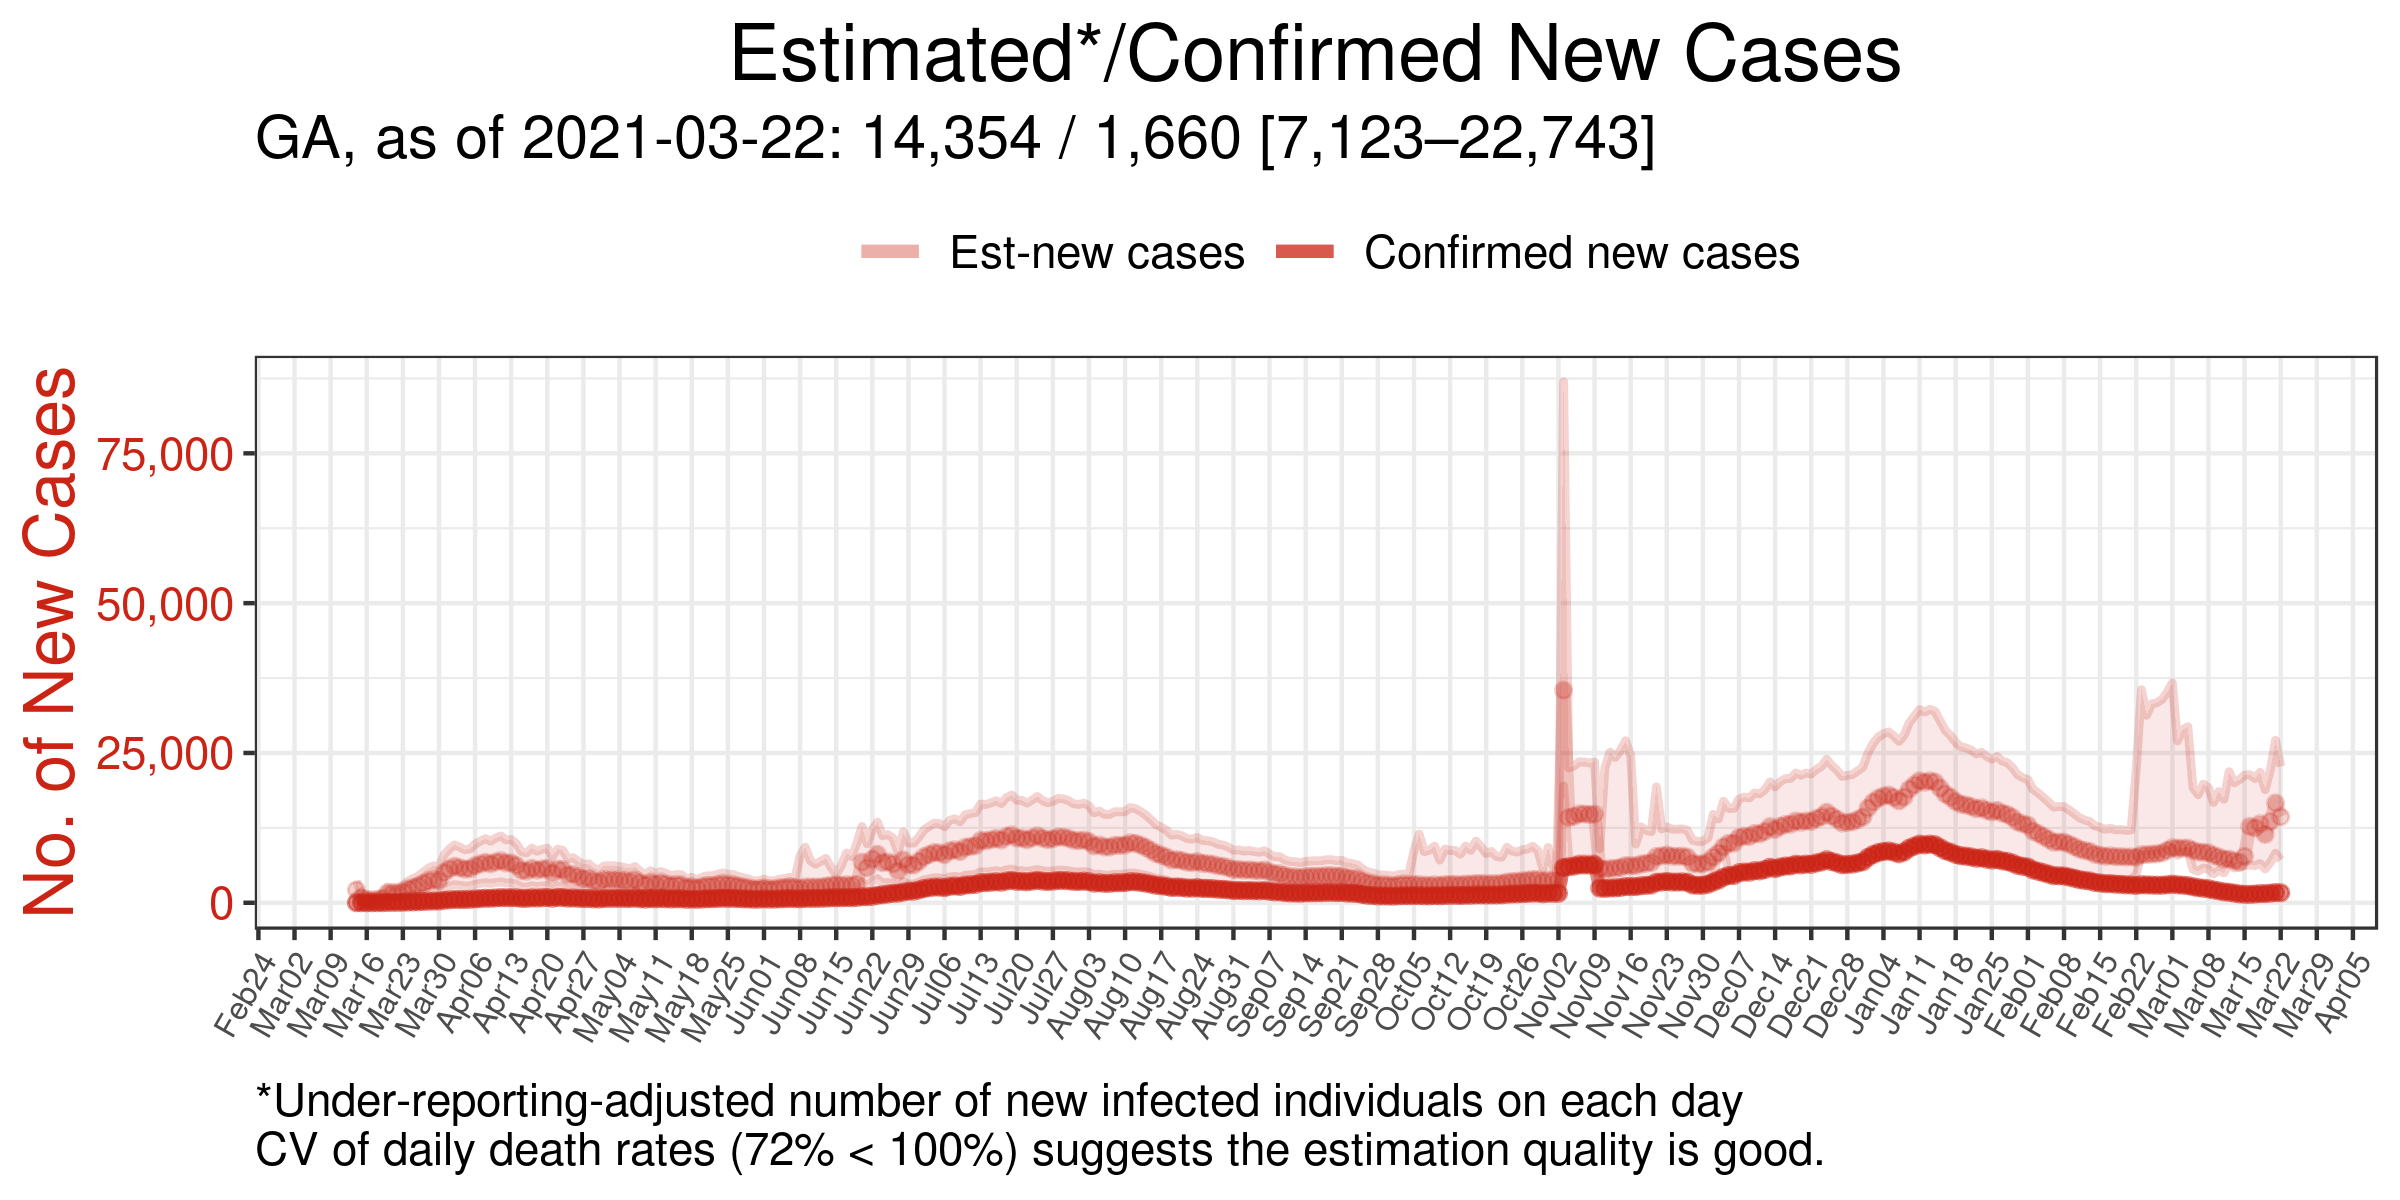 Estimated*/Confirmed New Cases
GA, as of 2021-03-22: 14,354 / 1,660 [7,123–22,743]
Est-new cases
Confirmed new cases
No. of New Cases
75,000
50,000
25,000
0
Feb24
Mar02
Mar09
Mar16
Mar23
Mar30
Apr06
Apr13
Apr20
Apr27
May04
May11
May18
May25
Jun01
Jun08
Jun15
Jun22
Jun29
Jul06
Jul13
Jul20
Jul27
Aug03
Aug10
Aug17
Aug24
Aug31
Sep07
Sep14
Sep21
Sep28
Oct05
Oct12
Oct19
Oct26
Nov02
Nov09
Nov16
Nov23
Nov30
Dec07
Dec14
Dec21
Dec28
Jan04
Jan11
Jan18
Jan25
Feb01
Feb08
Feb15
Feb22
Mar01
Mar08
Mar15
Mar22
Mar29
Apr05
*Under-reporting-adjusted number of new infected individuals on each day
CV of daily death rates (72% < 100%) suggests the estimation quality is good.